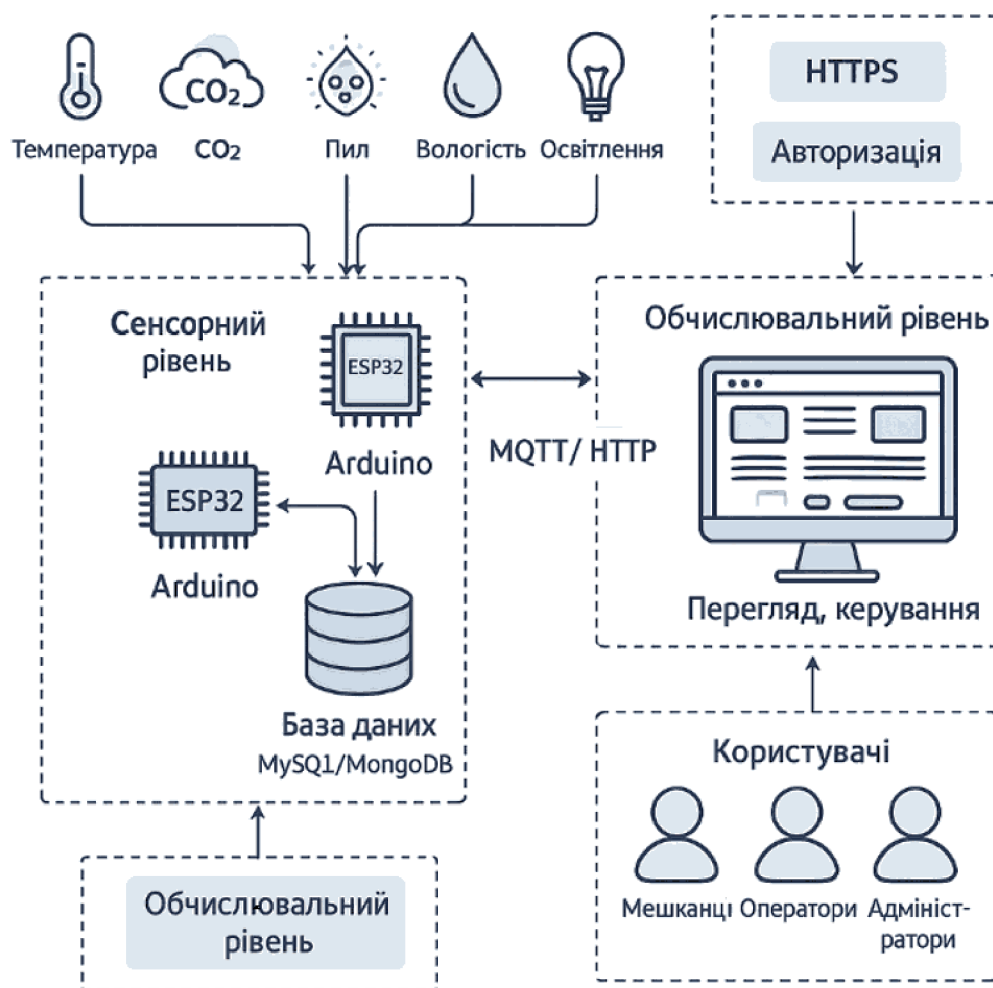 CO₂
Температура
CO₂
Пил
Вологість
Освітлення
HTTPS
Авторизація
Сенсорний
рівень
ESP32
Arduino
ESP32
Arduino
База даних
MySQ1/MongoDB
MQTT/ HTTP
Обчислювальний рівень
Перегляд, керування
Користувачі
Мешканці
Оператори
Адмініст-
ратори
Обчислювальний
рівень